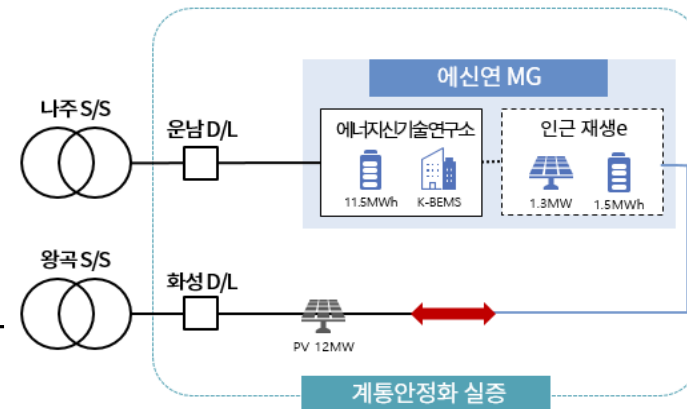 에신연 MG
나주 S/S
운남 D/L
에너지신기술연구소
인근 재생e
11.5MWh
K-BEMS
1.3MW
1.5MWh
왕곡 S/S
화성 D/L
PV 12MW
계통안정화 실증